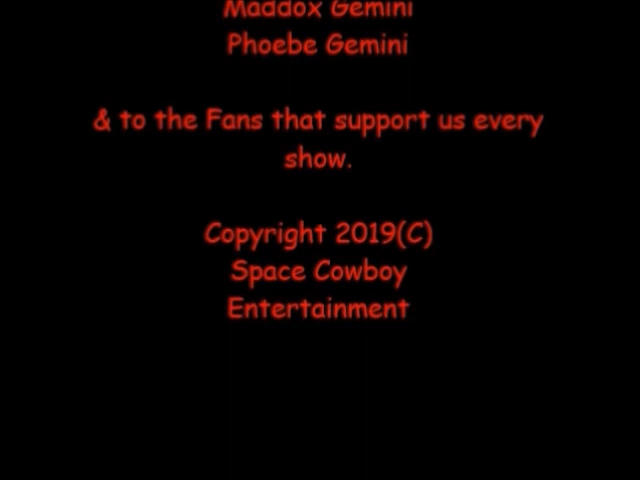 Maddox Gemini
Phoebe Gemini
& to the Fans that support us every
show.
Copyright 2019(C)
Space Cowboy
Entertainment